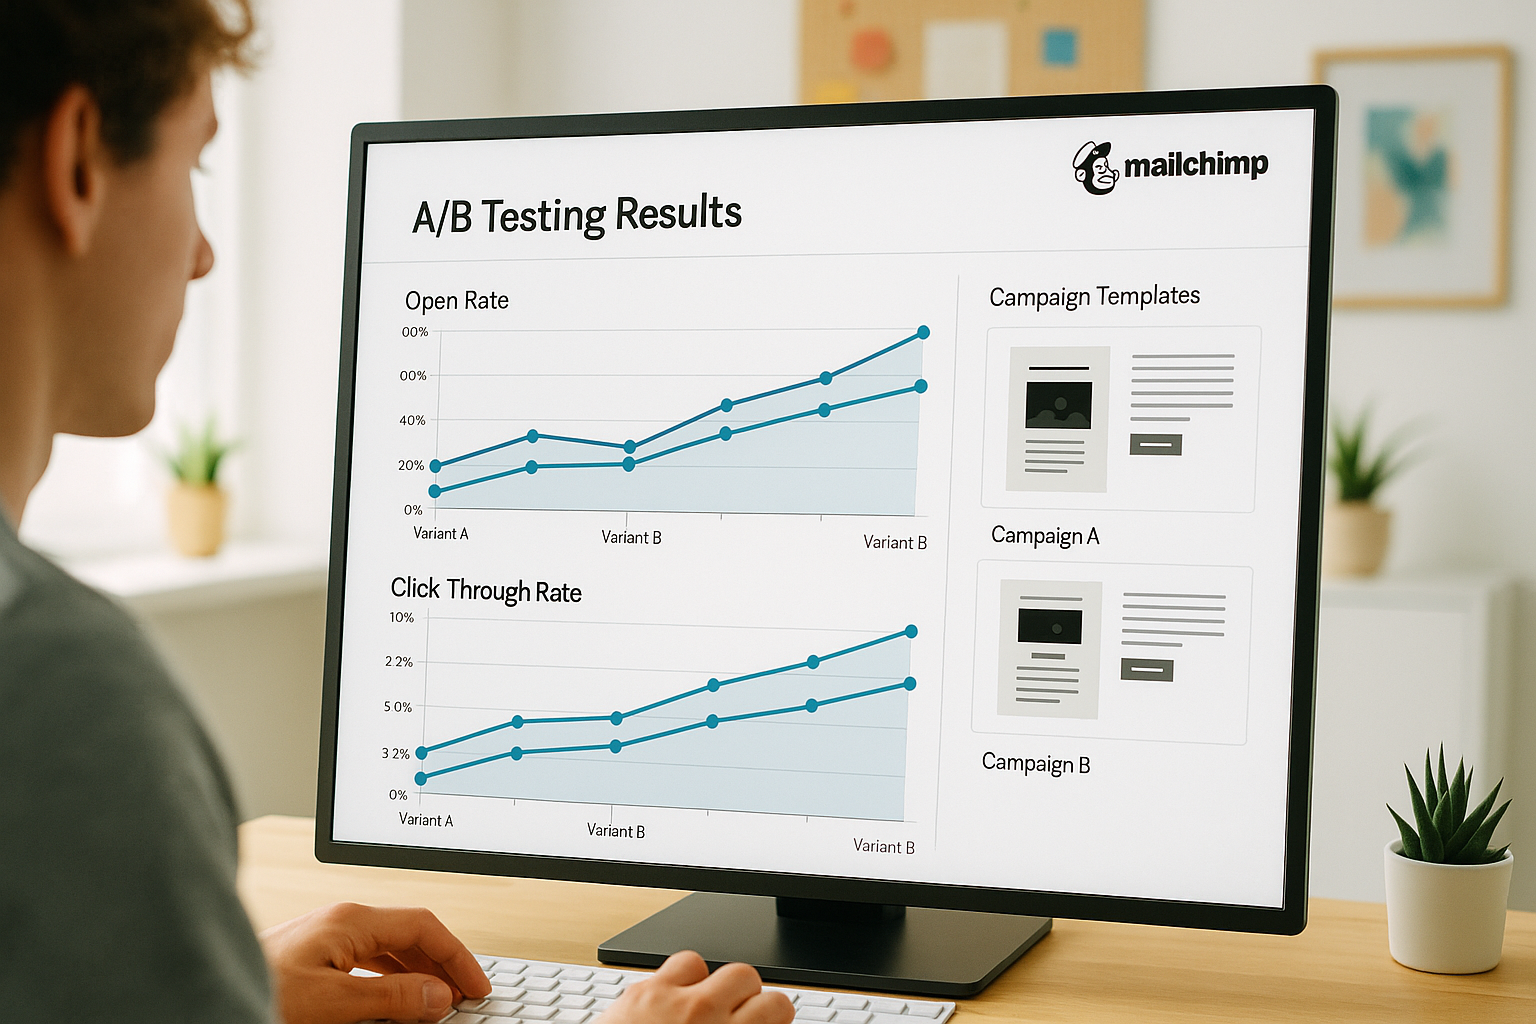 mailchimp
A/B Testing Results
Open Rate
00%
00%
40%
20%
0%
Variant A
Variant B
Variant B
Click Through Rate
10%
2 2%
5 0%
3 2%
0%
Variant A
Variant B
Variant B
Campaign Templates
Campaign A
Campaign B